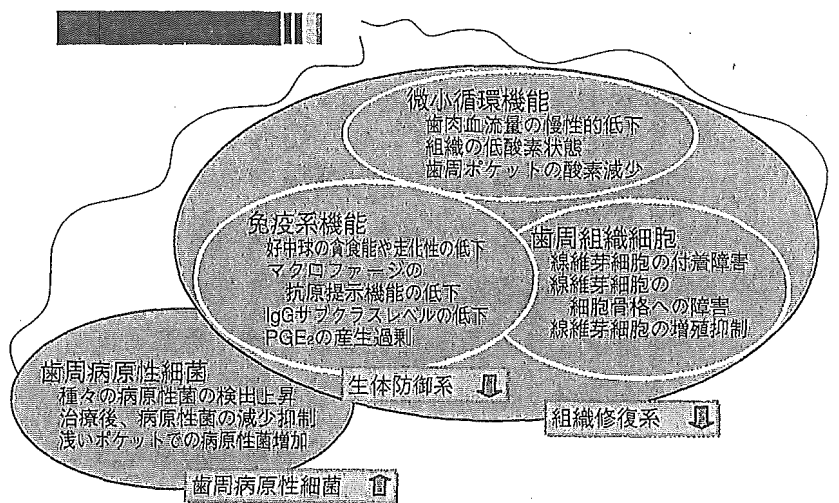 微小循環機能
歯肉血流量の慢性的低下
組織の低酸素状態
歯周ポケットの酸素減少
免疫系機能
好中球の貪食能や走化性の低下
マクロファージの
抗原提示機能の低下
IgGサブクラスレベルの低下
PGE₂の産生過剰
歯周組織細胞
線維芽細胞の付着障害
線維芽細胞の
細胞骨格への障害
線維芽細胞の増殖抑制
歯周病原性細菌
種々の病原性菌の検出上昇
治療後、病原性菌の減少抑制
浅いポケットでの病原性菌増加
生体防御系 ⇩
組織修復系 ⇩
歯周病原性細菌 ⇧